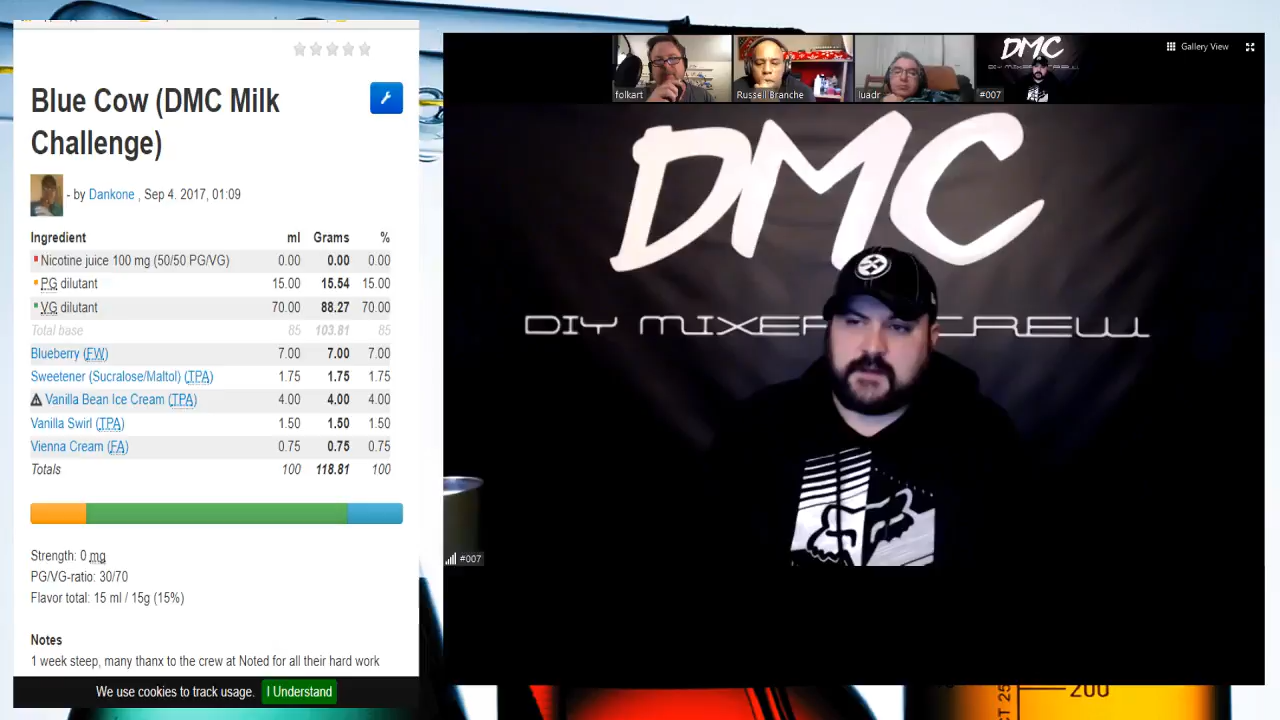 Blue Cow (DMC Milk
Challenge)
- by Dankone , Sep 4. 2017, 01:09
Ingredient ml Grams %
Nicotine juice 100 mg (50/50 PG/VG) 0.00 0.00 0.00
PG dilutant 15.00 15.54 15.00
VG dilutant 70.00 88.27 70.00
Total base 85 103.81 85
Blueberry (FW) 7.00 7.00 7.00
Sweetener (Sucralose/Maltol) (TPA) 1.75 1.75 1.75
Vanilla Bean Ice Cream (TPA) 4.00 4.00 4.00
Vanilla Swirl (TPA) 1.50 1.50 1.50
Vienna Cream (FA) 0.75 0.75 0.75
Totals 100 118.81 100
Strength: 0 mg
PG/VG-ratio: 30/70
Flavor total: 15 ml / 15g (15%)
Notes
1 week steep, many thanx to the crew at Noted for all their hard work
We use cookies to track usage. I Understand
folkart
Russell Branche
luadr
DMC
#007
Gallery View
DMC
DIY MIXER CREW
#007
200